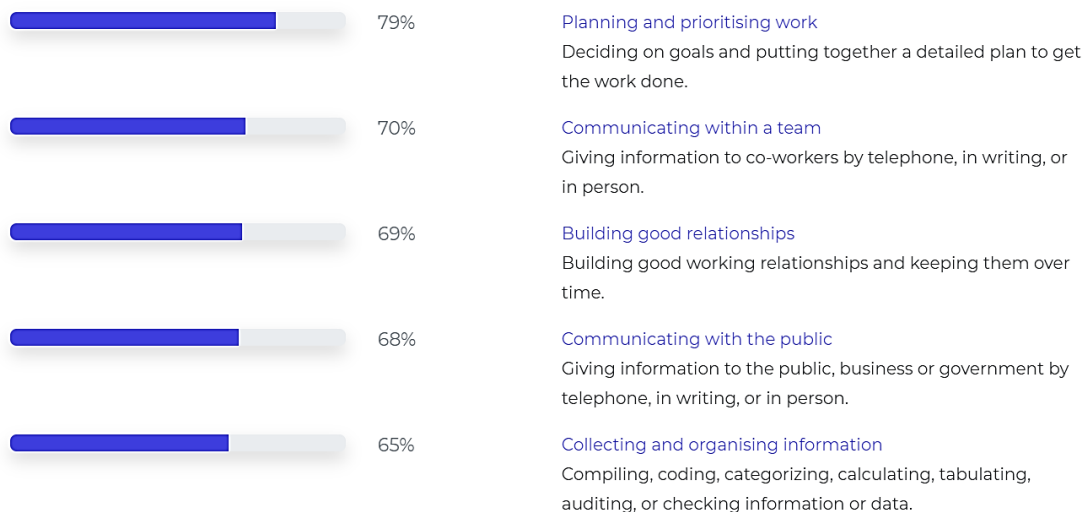 79%
Planning and prioritising work
Deciding on goals and putting together a detailed plan to get
the work done.
70%
Communicating within a team
Giving information to co-workers by telephone, in writing, or
in person.
69%
Building good relationships
Building good working relationships and keeping them over
time.
68%
Communicating with the public
Giving information to the public, business or government by
telephone, in writing, or in person.
65%
Collecting and organising information
Compiling, coding, categorizing, calculating, tabulating,
auditing, or checking information or data.